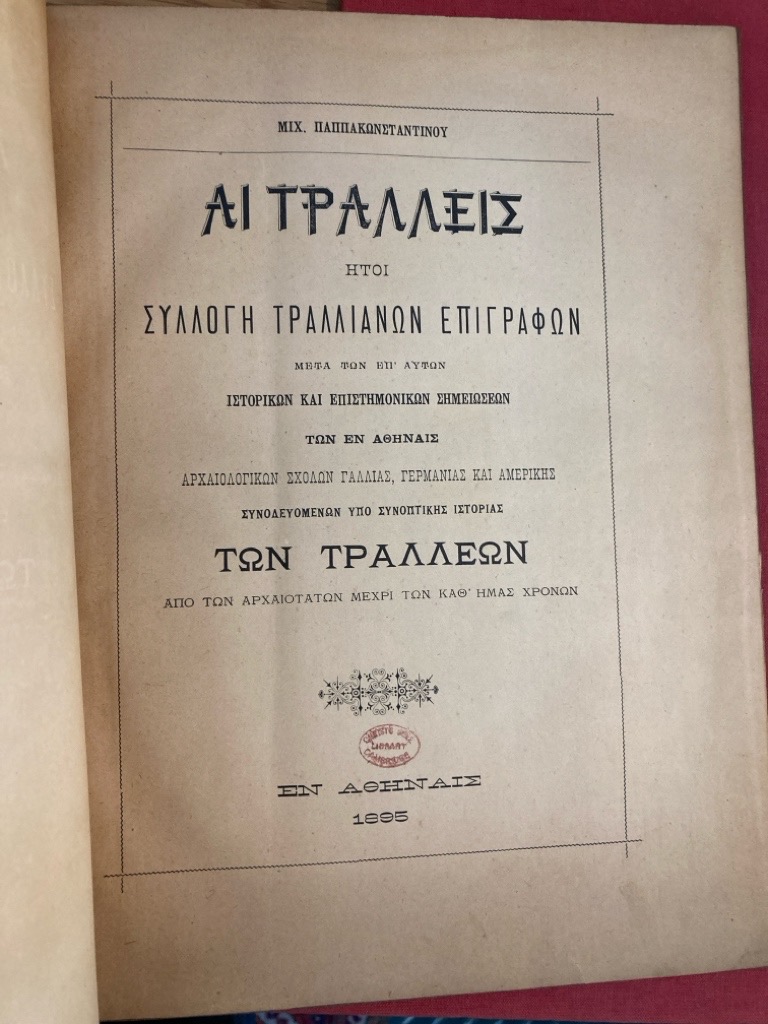 ΜΙΧ. ΠΑΠΠΑΚΩΝΣΤΑΝΤΙΝΟΥ
ΑΙ ΤΡΑΛΛΕΙΣ
ΗΤΟΙ
ΣΥΛΛΟΓΗ ΤΡΑΛΛΙΑΝΩΝ ΕΠΙΓΡΑΦΩΝ
ΜΕΤΑ ΤΩΝ ΕΠ' ΑΥΤΩΝ
ΙΣΤΟΡΙΚΩΝ ΚΑΙ ΕΠΙΣΤΗΜΟΝΙΚΩΝ ΣΗΜΕΙΩΣΕΩΝ
ΤΩΝ ΕΝ ΑΘΗΝΑΙΣ
ΑΡΧΑΙΟΛΟΓΙΚΩΝ ΣΧΟΛΩΝ ΓΑΛΛΙΑΣ, ΓΕΡΜΑΝΙΑΣ ΚΑΙ ΑΜΕΡΙΚΗΣ
ΣΥΝΟΔΕΥΟΜΕΝΩΝ ΥΠΟ ΣΥΝΟΠΤΙΚΗΣ ΙΣΤΟΡΙΑΣ
ΤΩΝ ΤΡΑΛΛΕΩΝ
ΑΠΟ ΤΩΝ ΑΡΧΑΙΟΤΑΤΩΝ ΜΕΧΡΙ ΤΩΝ ΚΑΘ' ΗΜΑΣ ΧΡΟΝΩΝ
LIBRARY
CAMBRIDGE
ΕΝ ΑΘΗΝΑΙΣ
1895